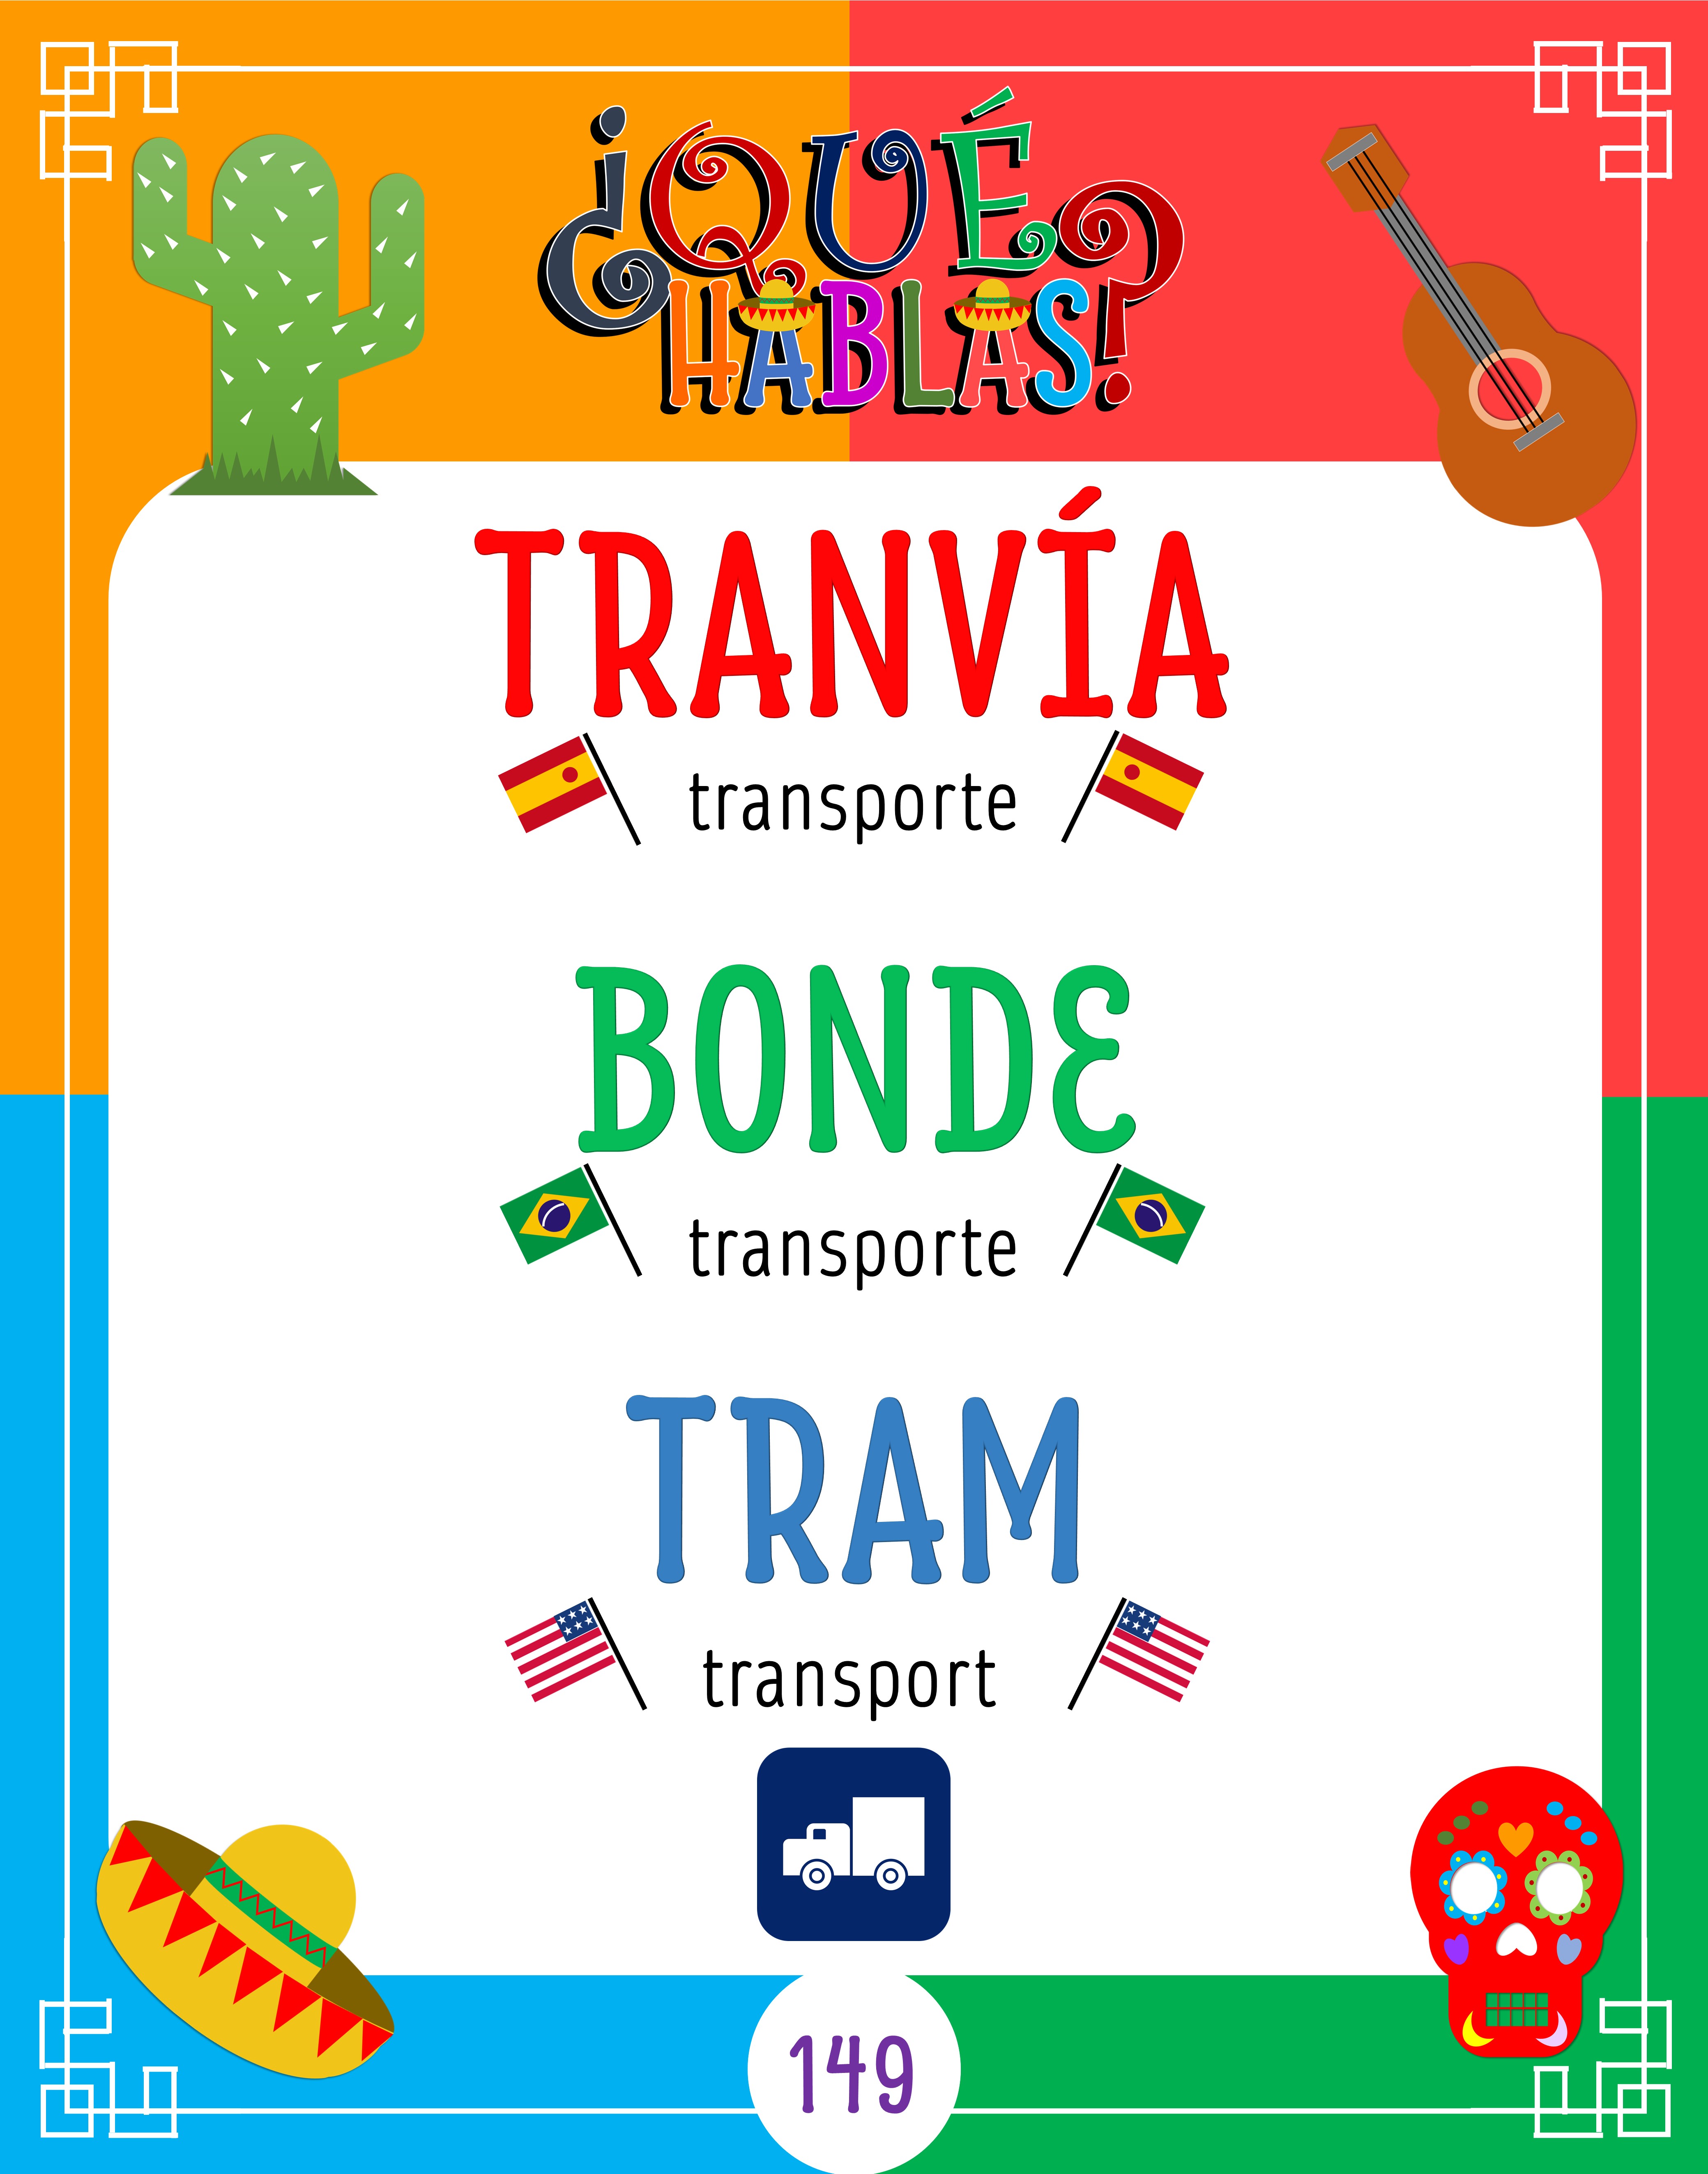 ¿QUÉ?
HABLAS!
TRANVÍA
transporte
BONDE
transporte
TRAM
transport
149